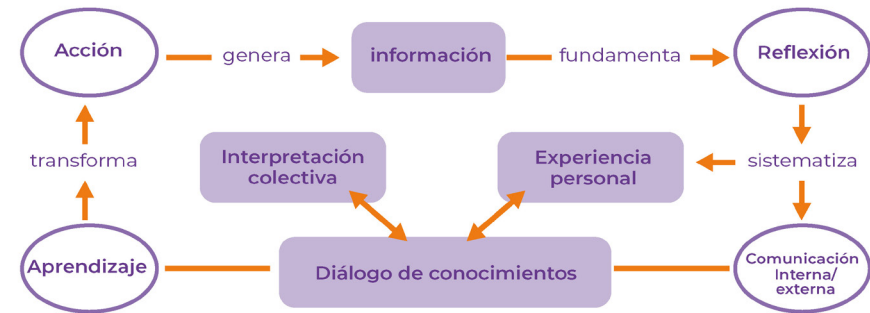 Acción
genera
información
fundamenta
Reflexión
transforma
Interpretación
colectiva
Experiencia
personal
sistematiza
Aprendizaje
Diálogo de conocimientos
Comunicación
Interna/
externa